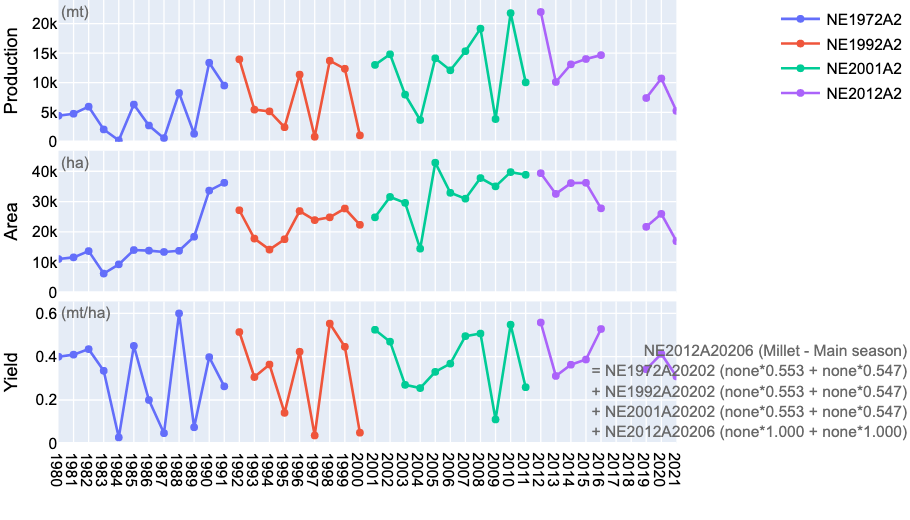 (mt)
Production
20k
15k
10k
5k
0
NE1972A2
NE1992A2
NE2001A2
NE2012A2
(ha)
Area
40k
30k
20k
10k
0
(mt/ha)
Yield
0.6
0.4
0.2
0
NE2012A20206 (Millet - Main season)
= NE1972A20202 (none*0.553 + none*0.547)
+ NE1992A20202 (none*0.553 + none*0.547)
+ NE2001A20202 (none*0.553 + none*0.547)
+ NE2012A20206 (none*1.000 + none*1.000)
1980
1981
1982
1983
1984
1985
1986
1987
1988
1989
1990
1991
1992
1993
1994
1995
1996
1997
1998
1999
2000
2001
2002
2003
2004
2005
2006
2007
2008
2009
2010
2011
2012
2013
2014
2015
2016
2017
2018
2019
2020
2021